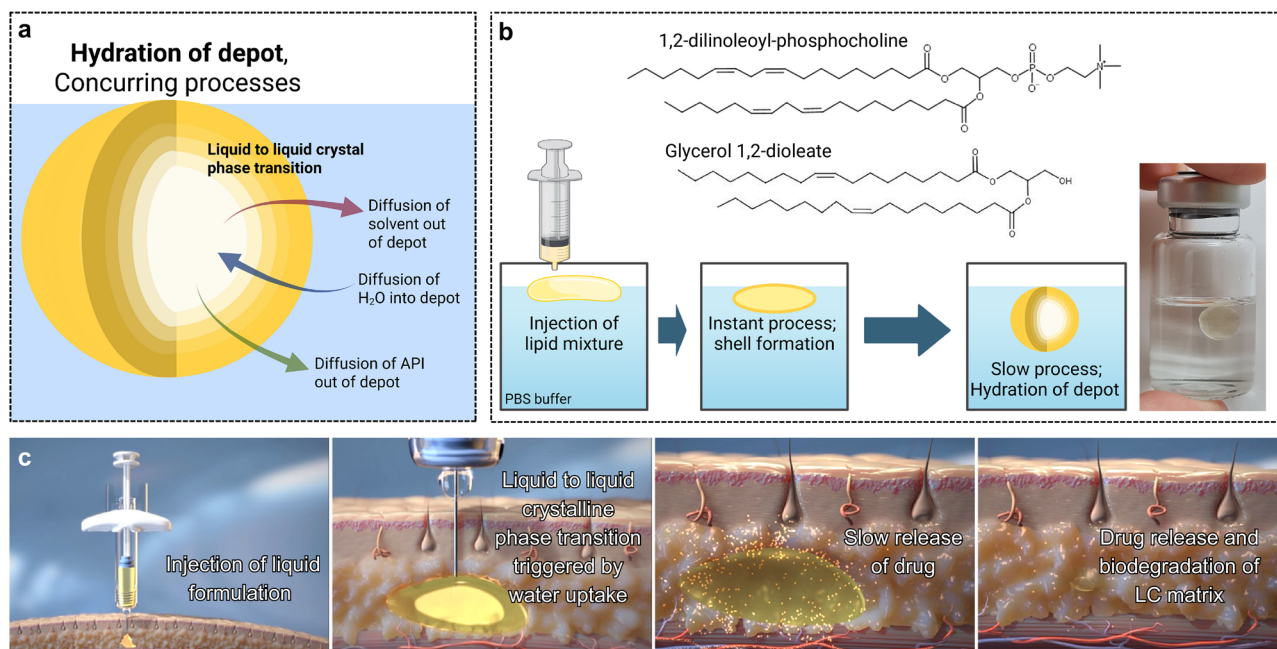 a
Hydration of depot,
Concurring processes
Liquid to liquid crystal
phase transition
Diffusion of
solvent out
of depot
Diffusion of
H₂O into depot
Diffusion of API
out of depot
b
1,2-dilinoleoyl-phosphocholine
O
O
O
O
P
O
O⁻
O
N⁺
O
Glycerol 1,2-dioleate
O
O
OH
O
O
Injection of
lipid mixture
PBS buffer
Instant process;
shell formation
Slow process;
Hydration of depot
c
Injection of liquid
formulation
Liquid to liquid
crystalline
phase transition
triggered by
water uptake
Slow release
of drug
Drug release and
biodegradation of
LC matrix